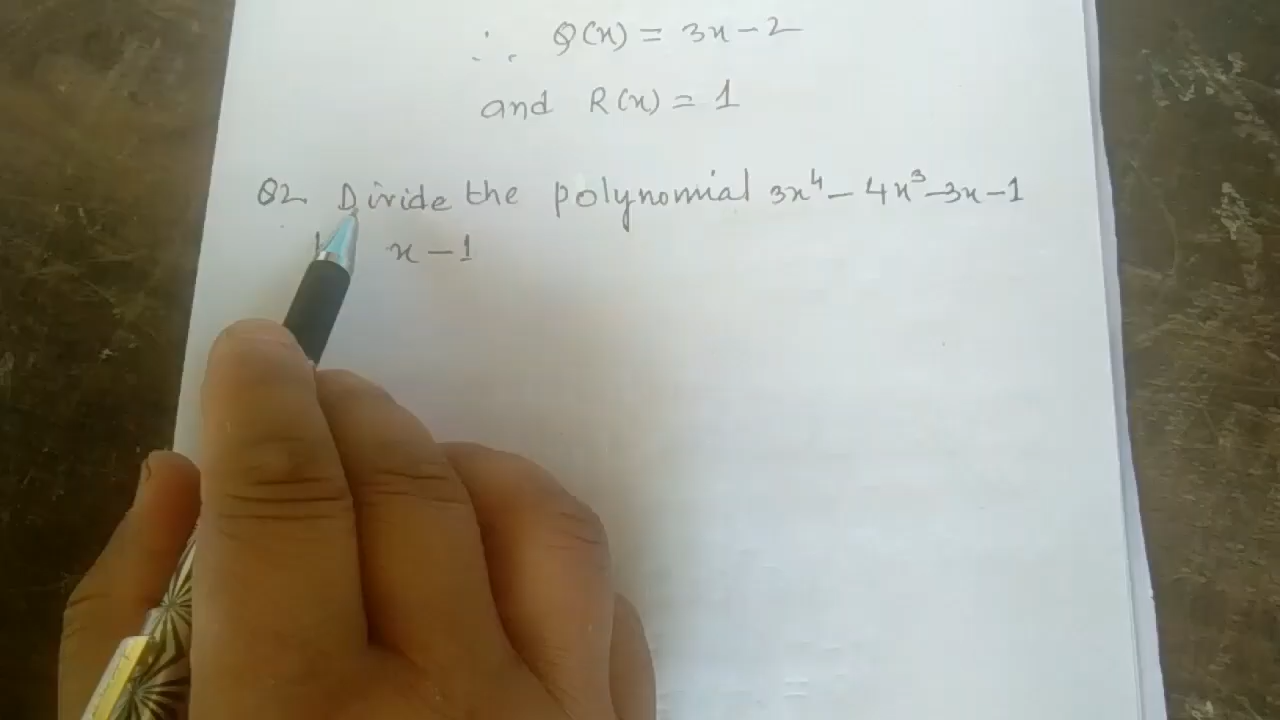 ∴ Q(x) = 3x - 2
and R(x) = 1
Q2 Divide the polynomial 3x⁴ - 4x³ - 3x - 1
x - 1